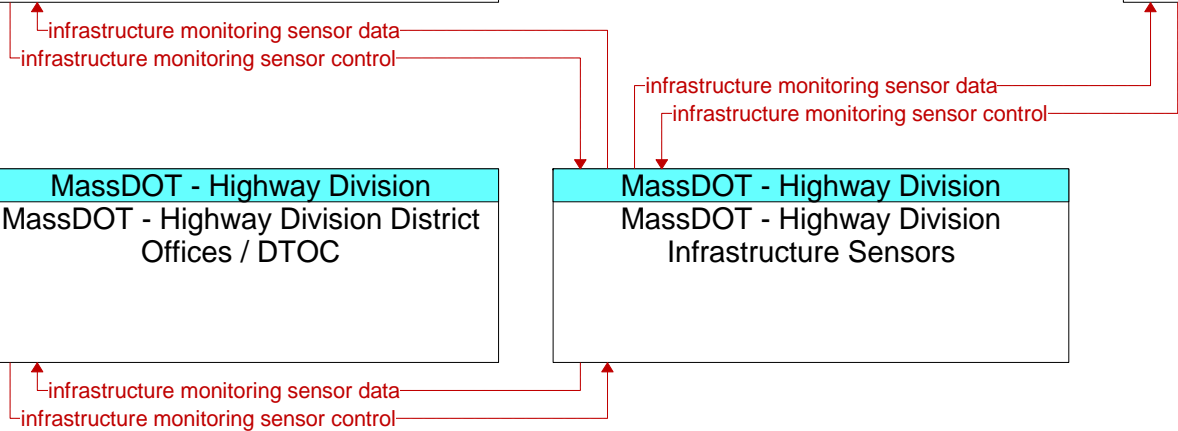 infrastructure monitoring sensor data
infrastructure monitoring sensor control
infrastructure monitoring sensor data
infrastructure monitoring sensor control
MassDOT - Highway Division
MassDOT - Highway Division District
Offices / DTOC
MassDOT - Highway Division
MassDOT - Highway Division
Infrastructure Sensors
infrastructure monitoring sensor data
infrastructure monitoring sensor control